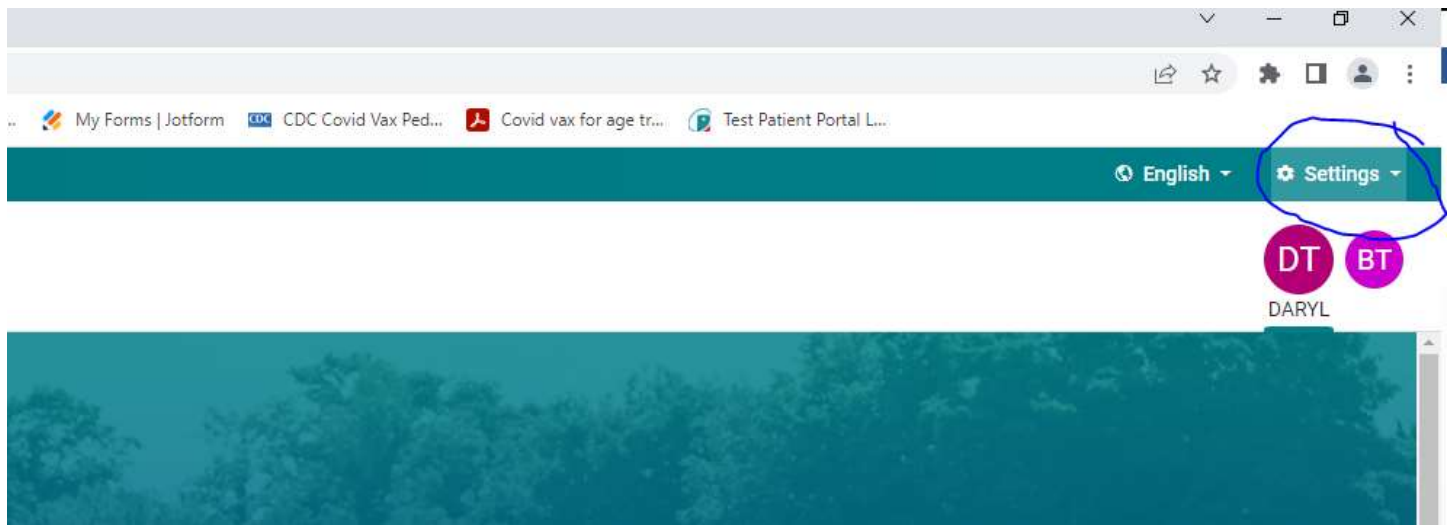 .. My Forms | Jotform CDC CDC Covid Vax Ped... Covid vax for age tr... Test Patient Portal L...
English Settings
DT BT
DARYL